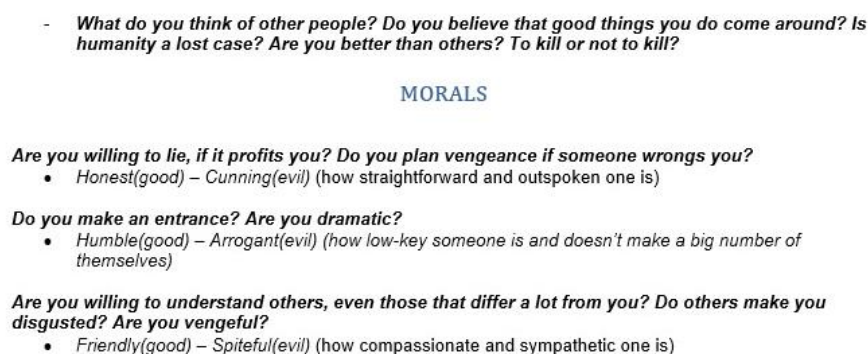 - What do you think of other people? Do you believe that good things you do come around? Is
humanity a lost case? Are you better than others? To kill or not to kill?
MORALS
Are you willing to lie, if it profits you? Do you plan vengeance if someone wrongs you?
• Honest(good) – Cunning(evil) (how straightforward and outspoken one is)
Do you make an entrance? Are you dramatic?
• Humble(good) – Arrogant(evil) (how low-key someone is and doesn't make a big number of
themselves)
Are you willing to understand others, even those that differ a lot from you? Do others make you
disgusted? Are you vengeful?
• Friendly(good) – Spiteful(evil) (how compassionate and sympathetic one is)